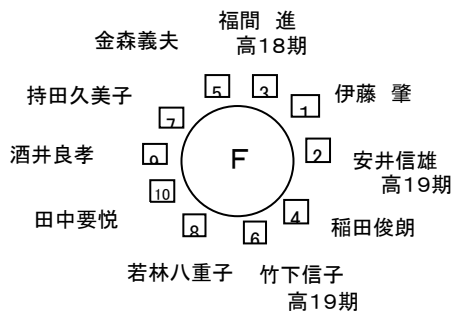 福間 進
高18期
金森義夫
5
3
伊藤 肇
1
持田久美子
7
2
酒井良孝
9
F
安井信雄
高19期
10
田中要悦
4
稲田俊朗
8
6
若林八重子
竹下信子
高19期